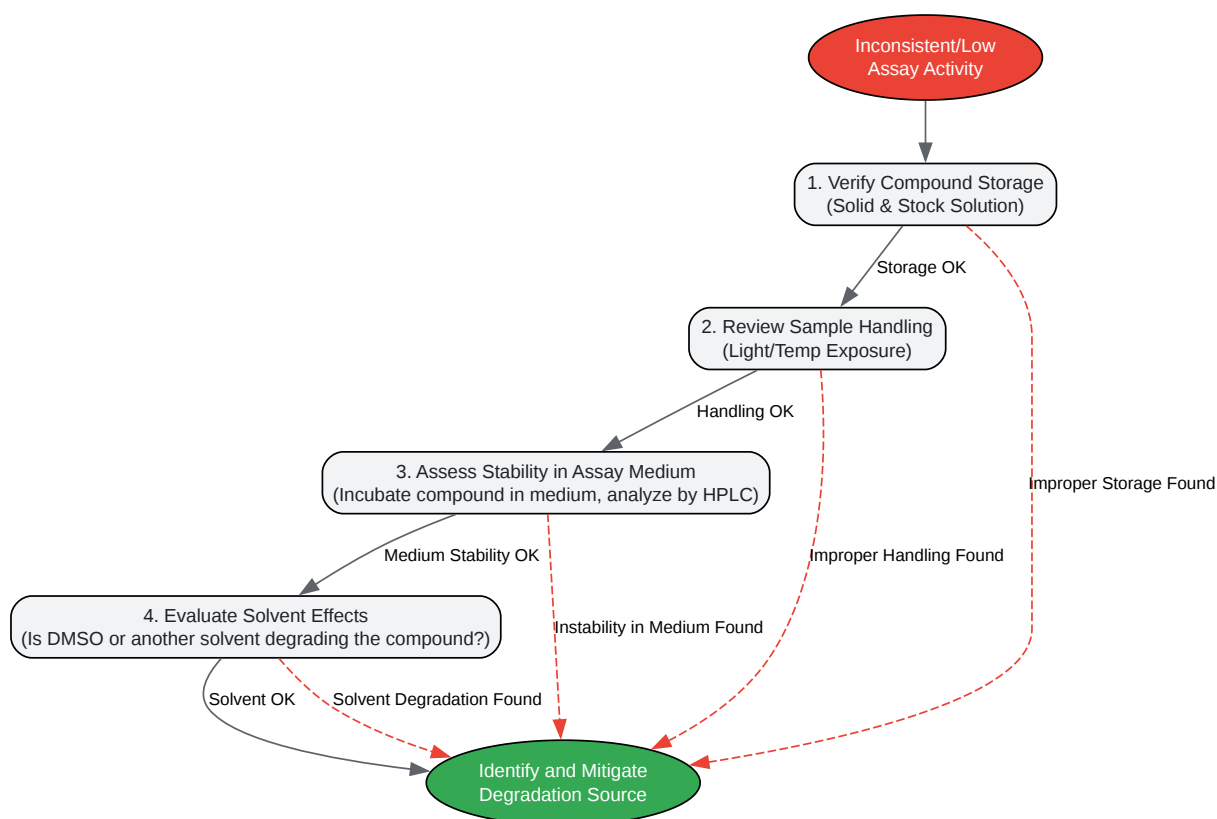 Inconsistent/Low
Assay Activity
1. Verify Compound Storage
(Solid & Stock Solution)
Storage OK
2. Review Sample Handling
(Light/Temp Exposure)
Handling OK
3. Assess Stability in Assay Medium
(Incubate compound in medium, analyze by HPLC)
Improper Storage Found
Medium Stability OK
Improper Handling Found
4. Evaluate Solvent Effects
(Is DMSO or another solvent degrading the compound?)
Instability in Medium Found
Solvent OK
Solvent Degradation Found
Identify and Mitigate
Degradation Source